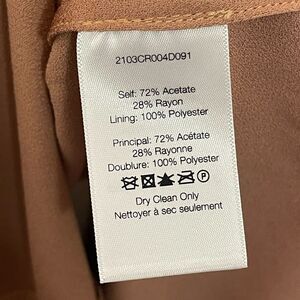 2103CR004D091
Self: 72% Acetate
28% Rayon
Lining: 100% Polyester
Principal: 72% Acétate
28% Rayonne
Doublure: 100% Polyester
Dry Clean Only
Nettoyer à sec seulement